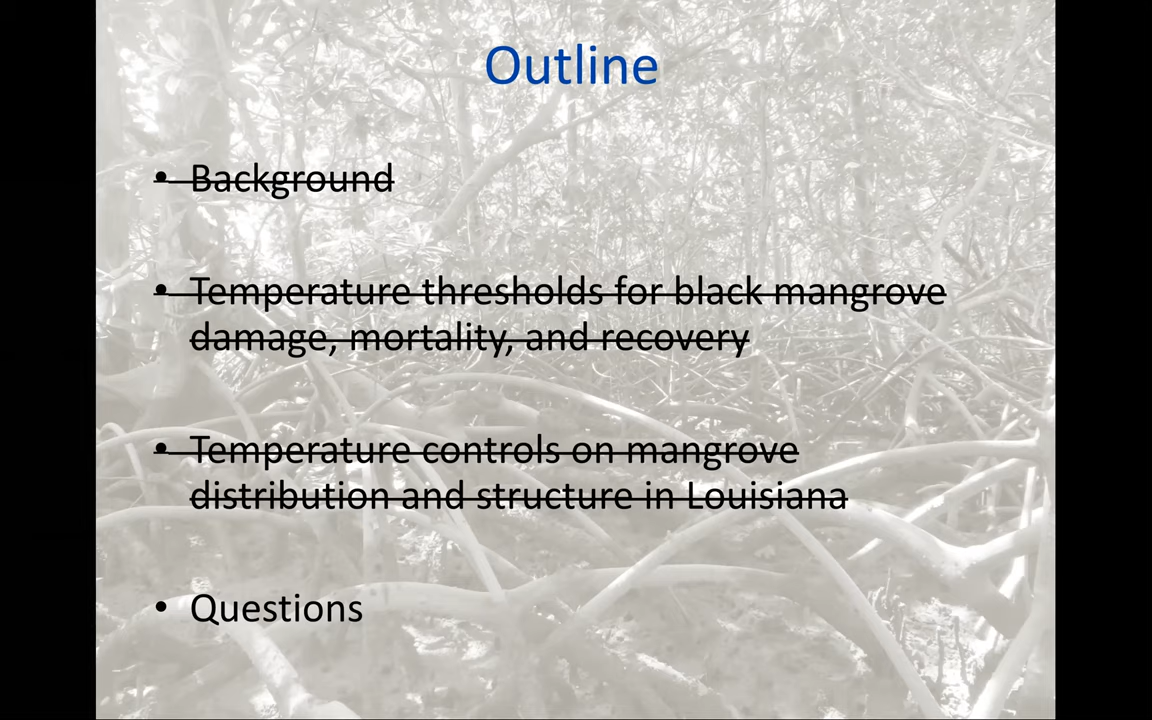 Outline
• Background
• Temperature thresholds for black mangrove
damage, mortality, and recovery
• Temperature controls on mangrove
distribution and structure in Louisiana
• Questions